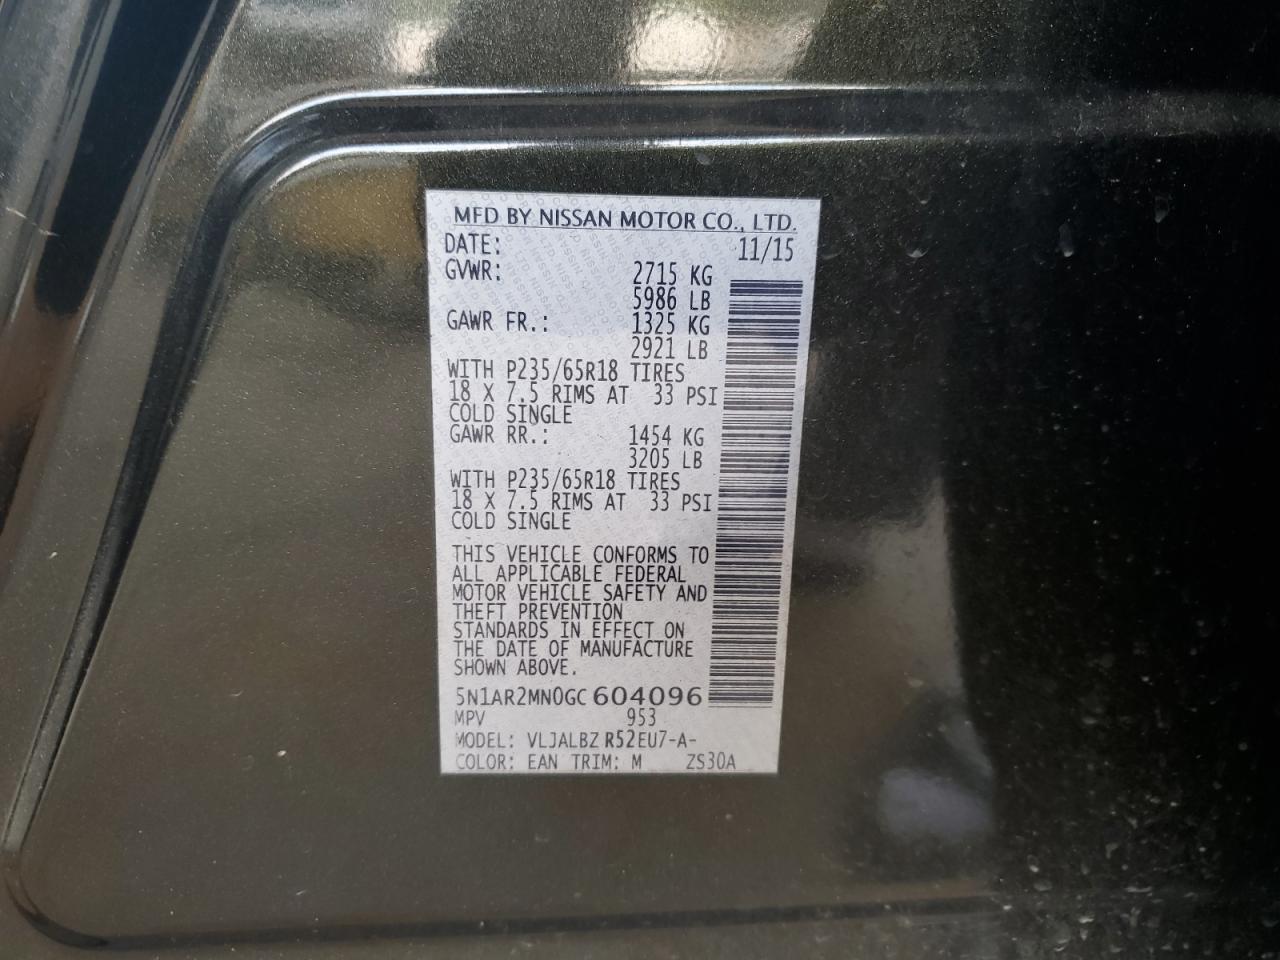 MFD BY NISSAN MOTOR CO., LTD.
DATE: 11/15
GVWR: 2715 KG
5986 LB
GAWR FR.: 1325 KG
2921 LB
WITH P235/65R18 TIRES
18 X 7.5 RIMS AT 33 PSI
COLD SINGLE
GAWR RR.: 1454 KG
3205 LB
WITH P235/65R18 TIRES
18 X 7.5 RIMS AT 33 PSI
COLD SINGLE
THIS VEHICLE CONFORMS TO
ALL APPLICABLE FEDERAL
MOTOR VEHICLE SAFETY AND
THEFT PREVENTION
STANDARDS IN EFFECT ON
THE DATE OF MANUFACTURE
SHOWN ABOVE.
5N1AR2MN0GC 604096
MPV 953
MODEL: VLJALBZ R52EU7-A-
COLOR: EAN TRIM: M ZS30A